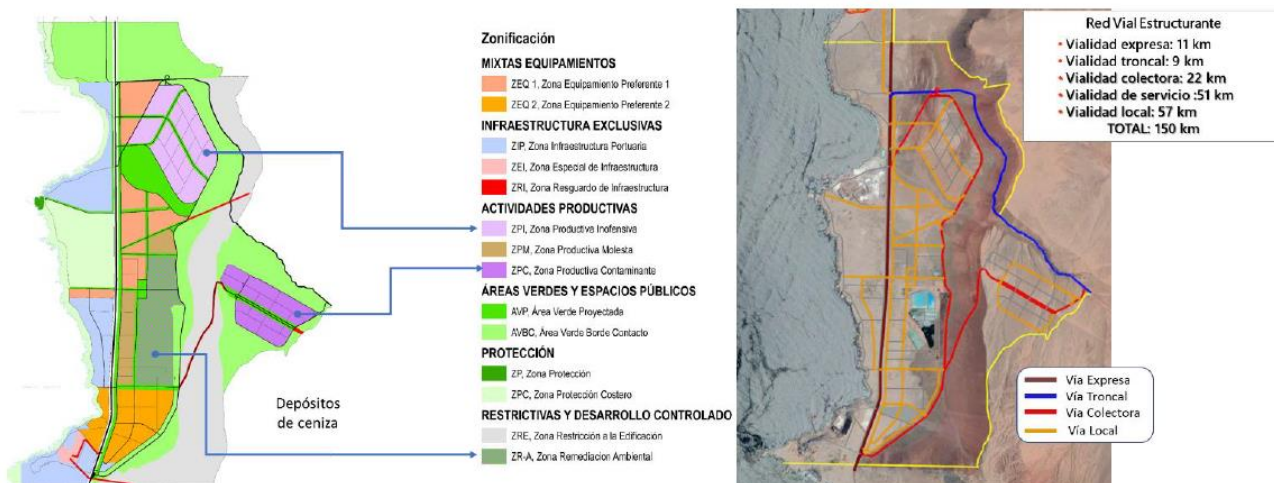 Zonificación
MIXTAS EQUIPAMIENTOS
ZEQ 1, Zona Equipamiento Preferente 1
ZEQ 2, Zona Equipamiento Preferente 2
INFRAESTRUCTURA EXCLUSIVAS
ZIP, Zona Infraestructura Portuaria
ZEI, Zona Especial de Infraestructura
ZRI, Zona Resguardo de Infraestructura
ACTIVIDADES PRODUCTIVAS
ZPI, Zona Productiva Inofensiva
ZPM, Zona Productiva Molesta
ZPC, Zona Productiva Contaminante
ÁREAS VERDES Y ESPACIOS PÚBLICOS
AVP, Área Verde Proyectada
AVBC, Área Verde Borde Contacto
PROTECCIÓN
ZP, Zona Protección
ZPC, Zona Protección Costero
RESTRICTIVAS Y DESARROLLO CONTROLADO
ZRE, Zona Restricción a la Edificación
ZR-A, Zona Remediacion Ambiental
Depósitos
de ceniza
Red Vial Estructurante
• Vialidad expresa: 11 km
• Vialidad troncal: 9 km
• Vialidad colectora: 22 km
• Vialidad de servicio :51 km
• Vialidad local: 57 km
TOTAL: 150 km
Vía Expresa
Vía Troncal
Vía Colectora
Vía Local